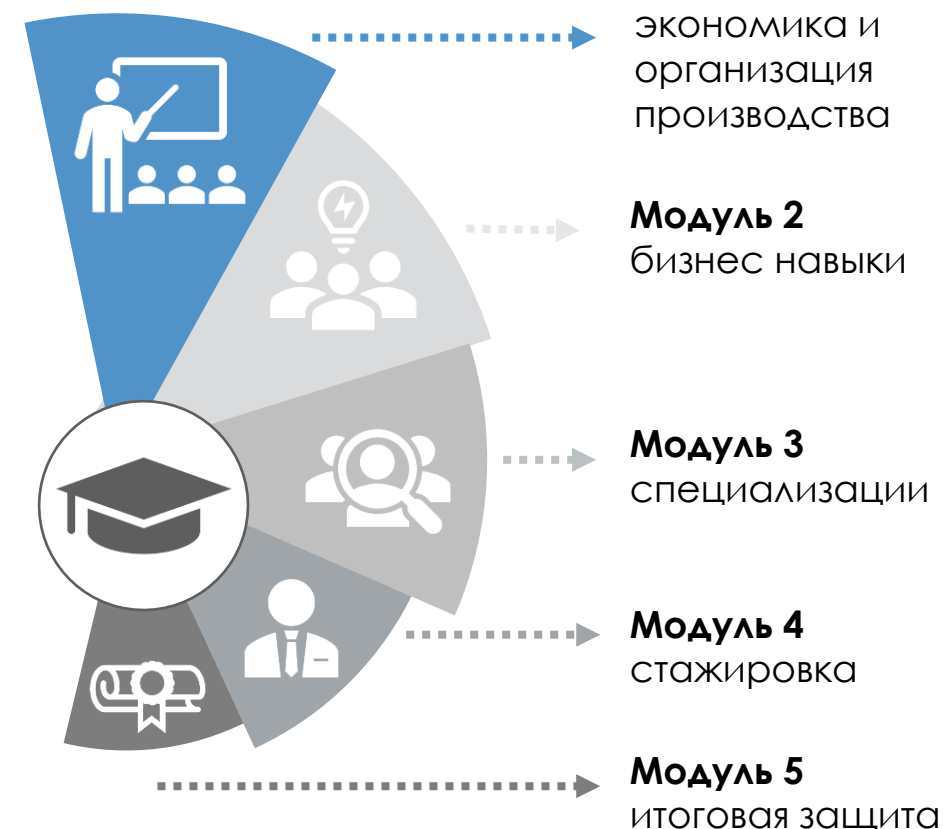 экономика и
организация
производства
Модуль 2
бизнес навыки
Модуль 3
специализации
Модуль 4
стажировка
Модуль 5
итоговая защита